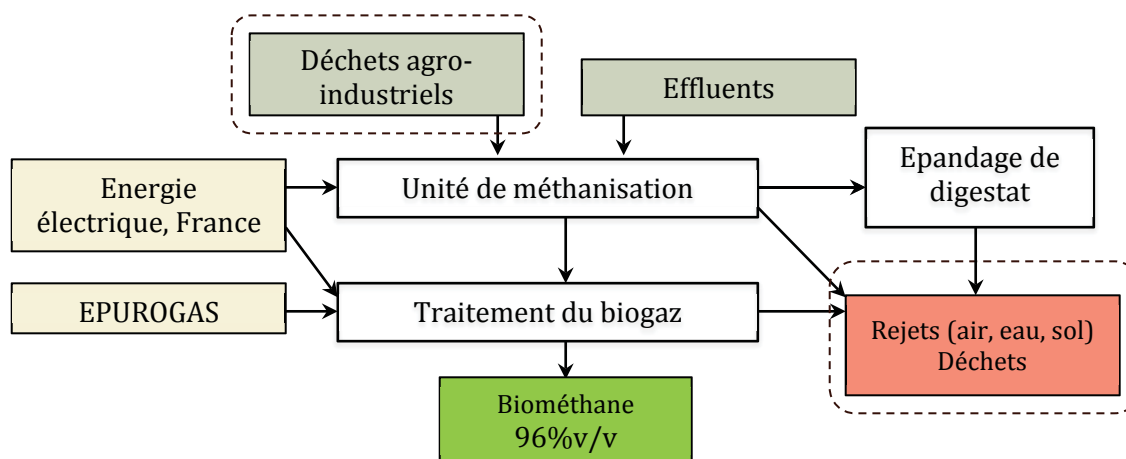 Déchets agro-
industriels
Effluents
Energie
électrique, France
Unité de méthanisation
Epandage de
digestat
EPUROGAS
Traitement du biogaz
Rejets (air, eau, sol)
Déchets
Biométhane
96%v/v